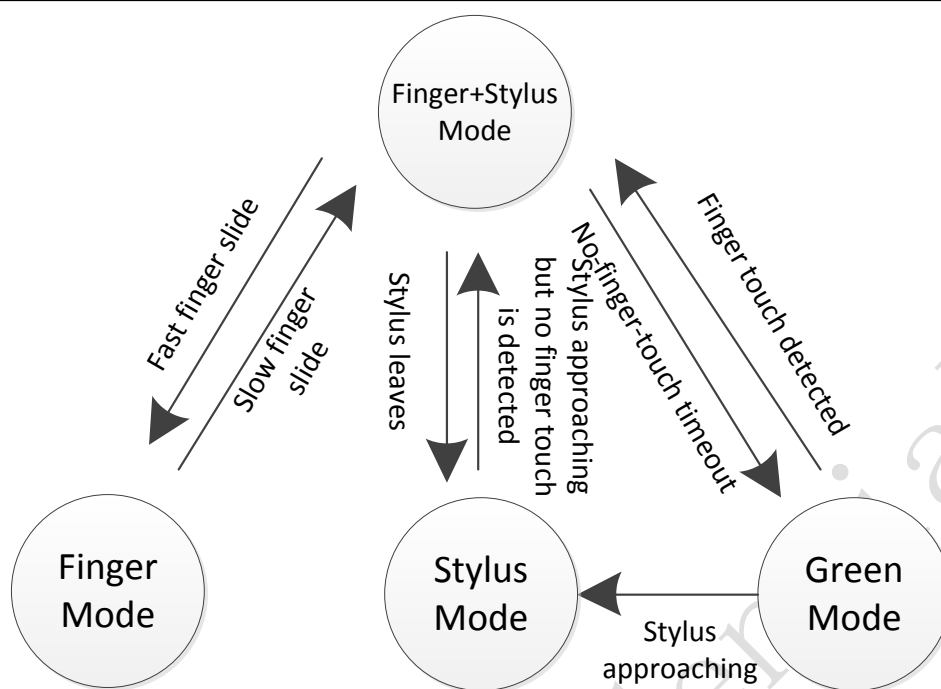 Finger+Stylus
Mode
Fast finger slide
Slow finger
slide
Stylus leaves
Stylus approaching
but no finger touch
is detected
No-finger-touch timeout
Finger touch detected
Finger
Mode
Stylus
Mode
Green
Mode
Stylus
approaching